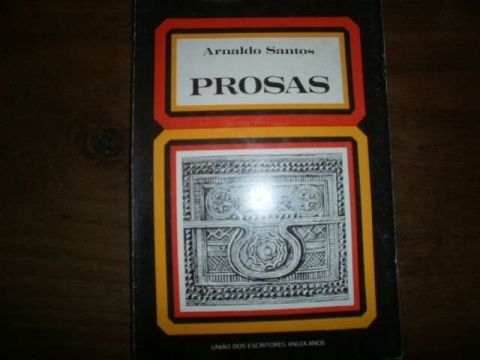 Arnaldo Santos
PROSAS
UNIÃO DOS ESCRITORES ANGOLANOS